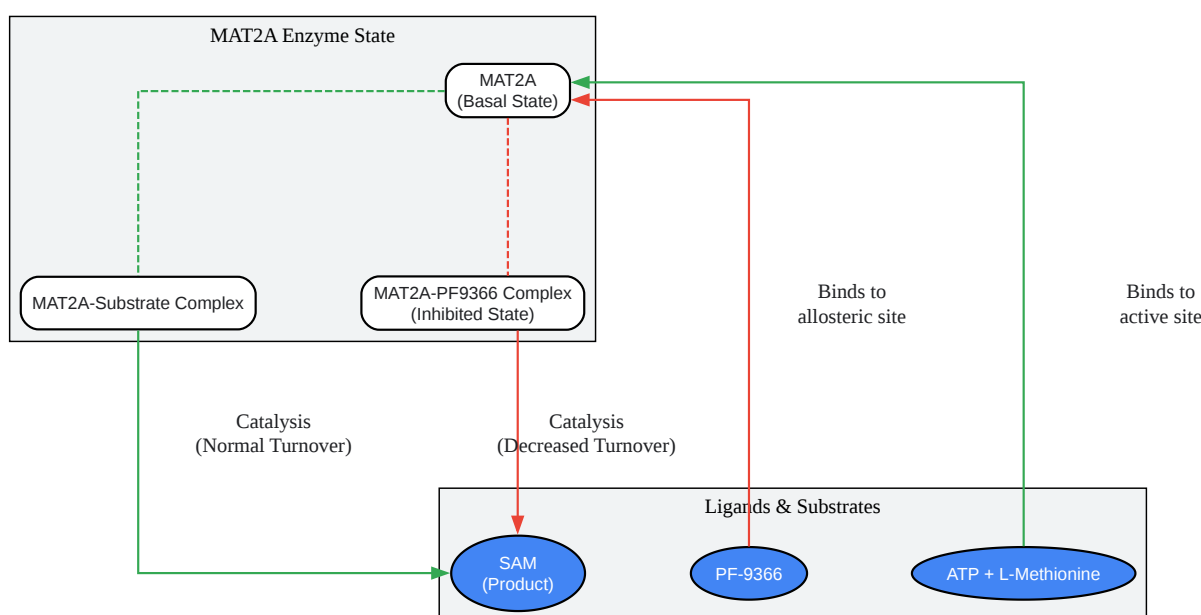 MAT2A Enzyme State
MAT2A
(Basal State)
MAT2A-Substrate Complex
MAT2A-PF9366 Complex
(Inhibited State)
Binds to
allosteric site
Binds to
active site
Catalysis
(Normal Turnover)
Catalysis
(Decreased Turnover)
Ligands & Substrates
SAM
(Product)
PF-9366
ATP + L-Methionine